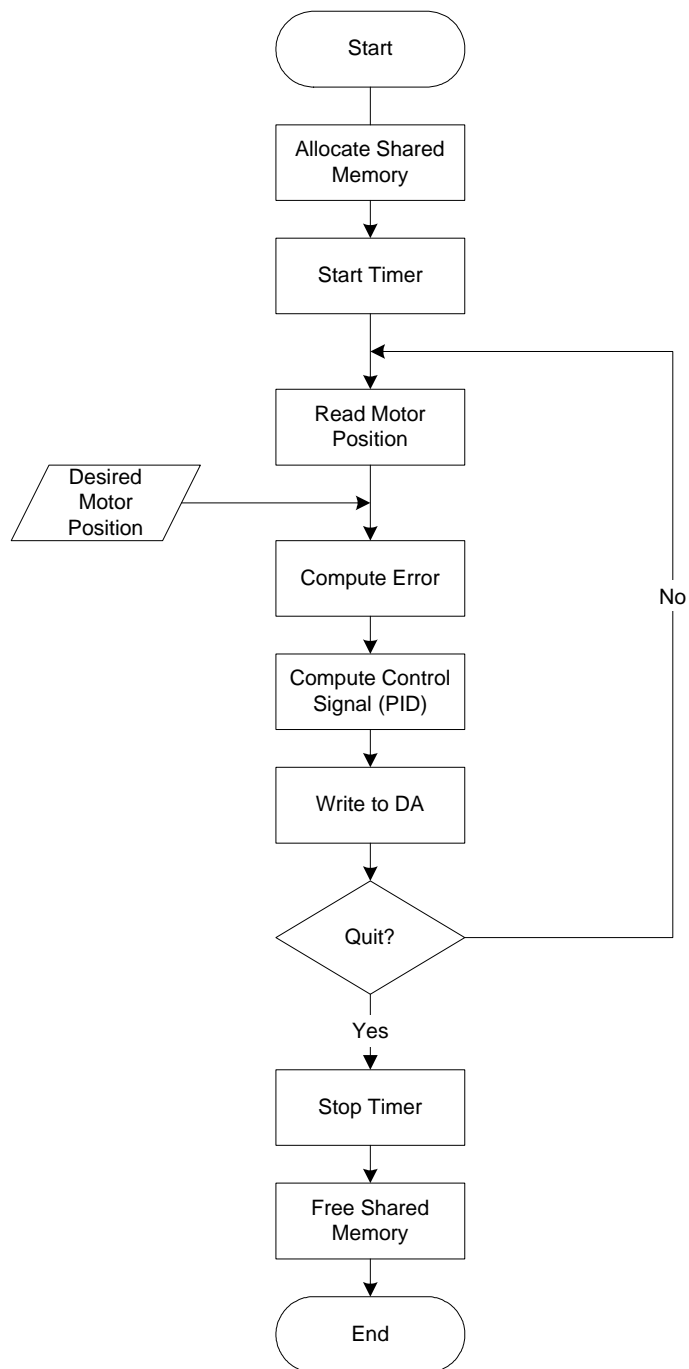 Start
Allocate Shared
Memory
Start Timer
Read Motor
Position
Desired
Motor
Position
Compute Error
No
Compute Control
Signal (PID)
Write to DA
Quit?
Yes
Stop Timer
Free Shared
Memory
End